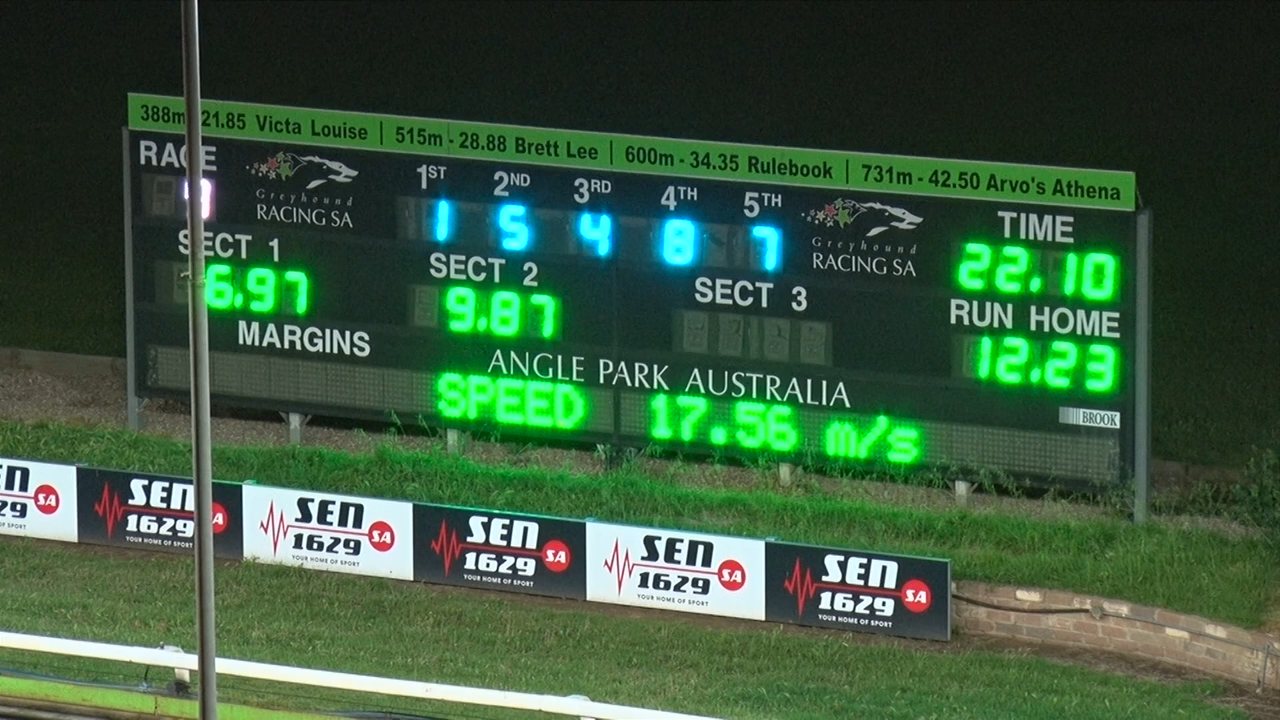 388m 21.85 Victa Louise | 515m - 28.88 Brett Lee | 600m - 34.35 Rulebook | 731m - 42.50 Arvo's Athena
RACE
Greyhound
RACING SA
1ST 2ND 3RD 4TH 5TH
1 5 4 8 7
Greyhound
RACING SA
TIME
22.10
SECT 1
6.97
SECT 2
9.87
SECT 3
RUN HOME
12.23
MARGINS
ANGLE PARK AUSTRALIA
BROOK
SPEED 17.56 m/s
EN
29 SA
OF SPORT
SEN
1629 A
YOUR HOME OF
SEN
1629 SA
YOUR HOME OF SPORT
SEN
1629 SA
YOUR HOME OF SPORT
SEN
1629 SA
YOUR HOME OF SPORT
SEN
1629 SA
YOUR HOME OF SPORT